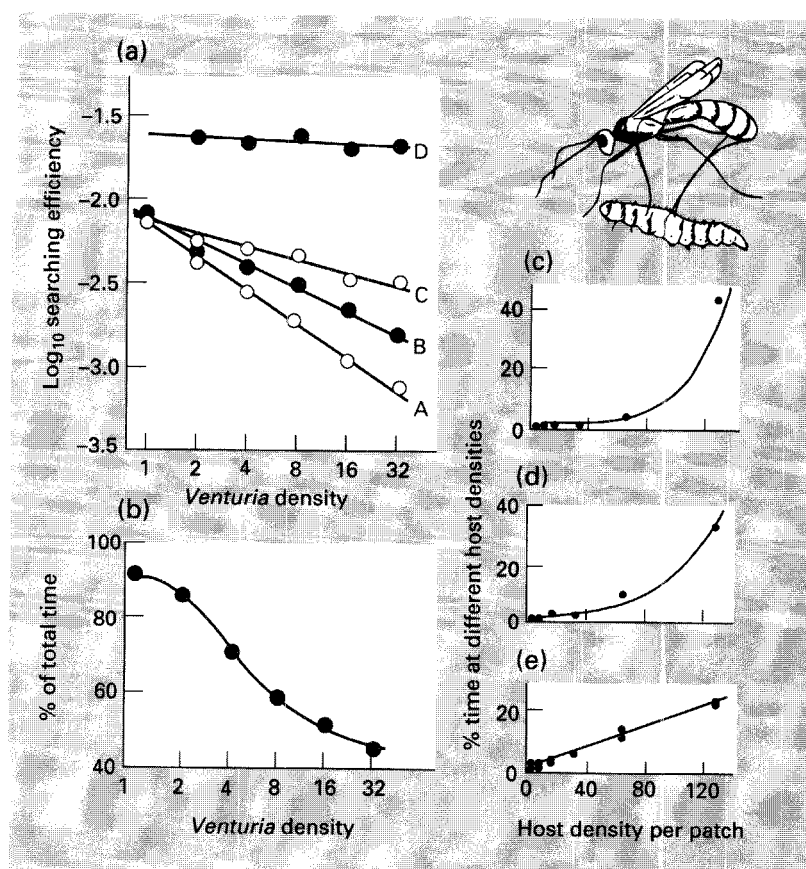 (a)
Log10 searching efficiency
−1.5
−2.0
−2.5
−3.0
−3.5
D
C
B
A
1 2 4 8 16 32
Venturia density
(b)
% of total time
100
80
60
40
1 2 4 8 16 32
Venturia density
% time at different host densities
(c)
40
20
0
(d)
40
20
0
(e)
20
0
0 40 80 120
Host density per patch